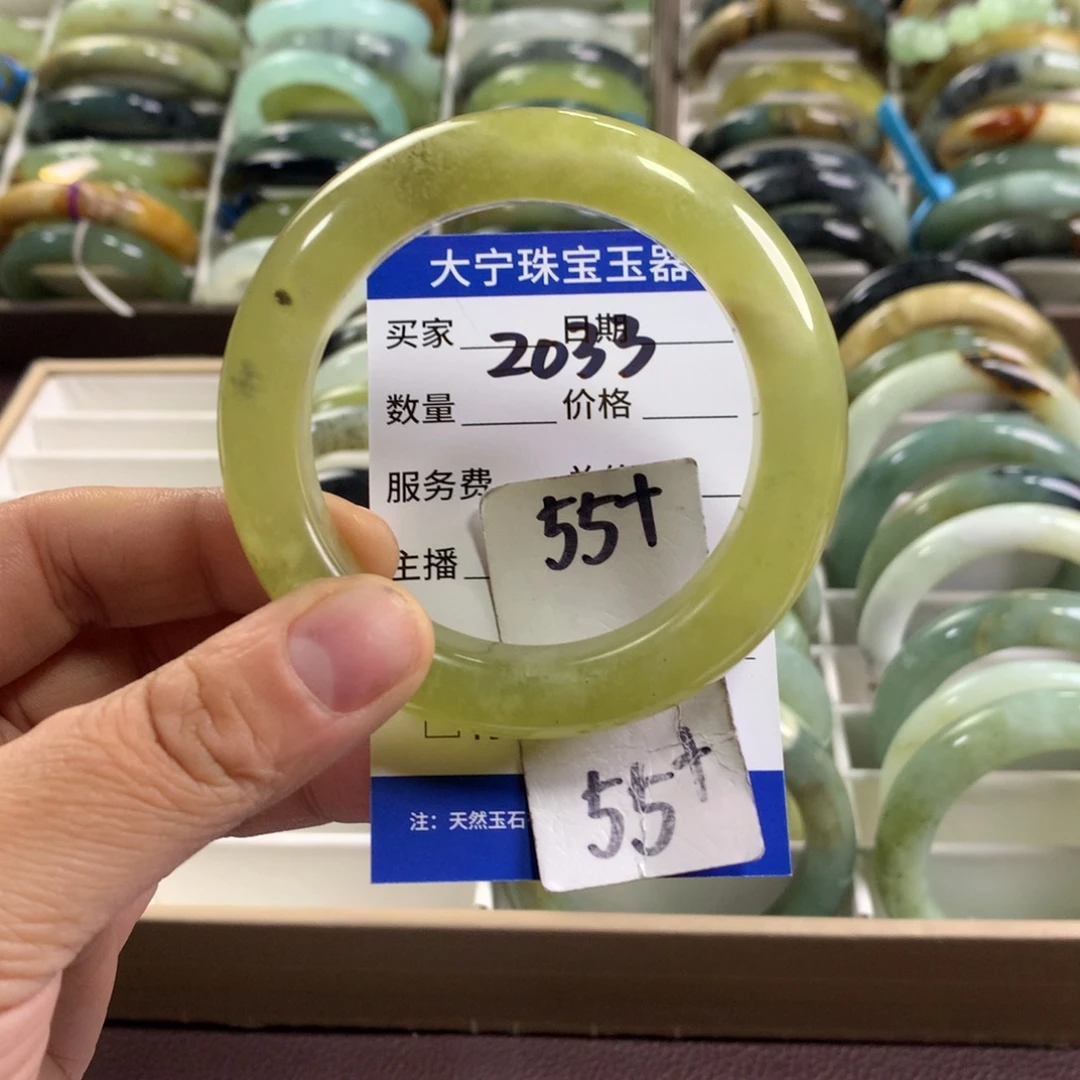 大宁珠宝玉器
买家 日期
2033
数量 价格
服务费
55+
主播
55+
注：天然玉石